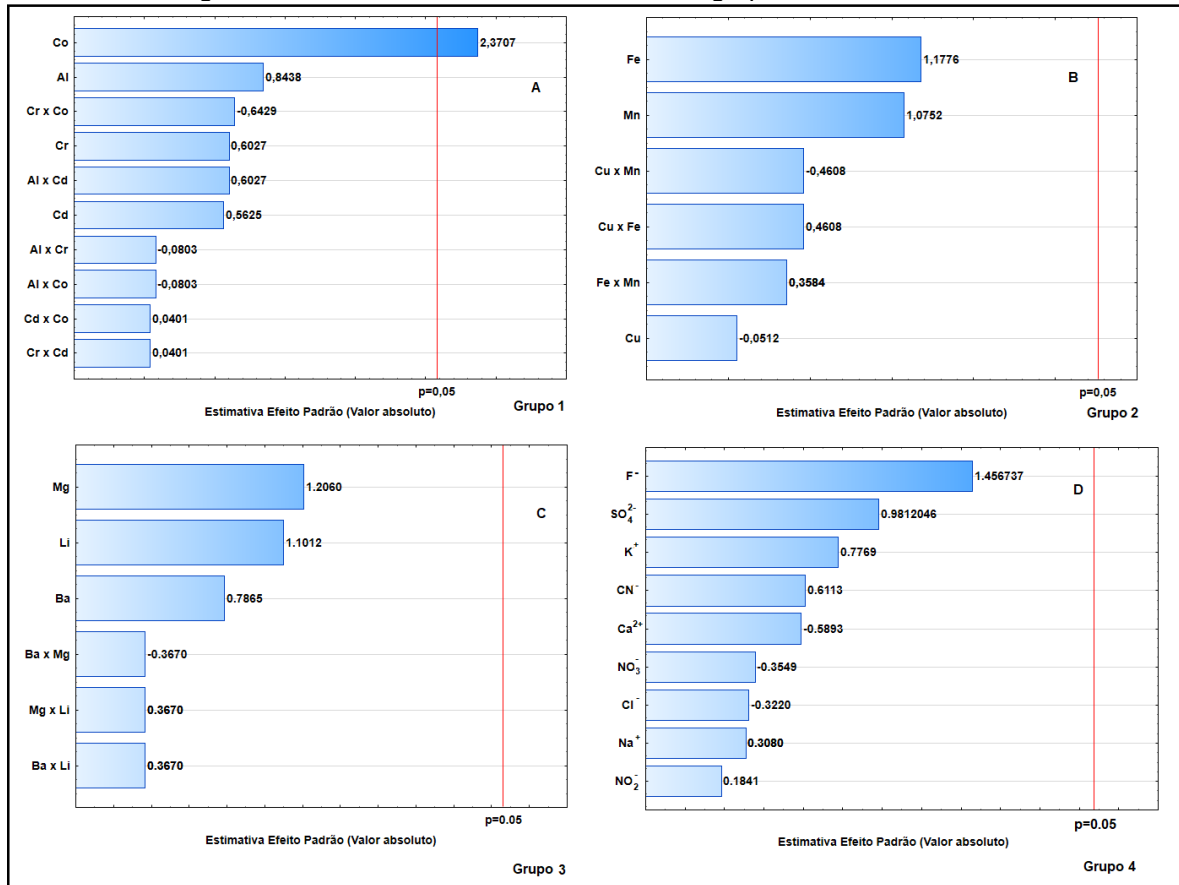 Co
2,3707
Al
0,8438
A
Cr x Co
-0,6429
Cr
0,6027
Al x Cd
0,6027
Cd
0,5625
Al x Cr
-0,0803
Al x Co
-0,0803
Cd x Co
0,0401
Cr x Cd
0,0401
p=0,05
Estimativa Efeito Padrão (Valor absoluto)
Grupo 1
Fe
1,1776
B
Mn
1,0752
Cu x Mn
-0,4608
Cu x Fe
0,4608
Fe x Mn
0,3584
Cu
-0,0512
p=0,05
Estimativa Efeito Padrão (Valor absoluto)
Grupo 2
Mg
1.2060
C
Li
1.1012
Ba
0.7865
Ba x Mg
-0.3670
Mg x Li
0.3670
Ba x Li
0.3670
p=0.05
Estimativa Efeito Padrão (Valor absoluto)
Grupo 3
F⁻
1.456737
D
SO₄²⁻
0.9812046
K⁺
0.7769
CN⁻
0.6113
Ca²⁺
-0.5893
NO₃⁻
-0.3549
Cl⁻
-0.3220
Na⁺
0.3080
NO₂⁻
0.1841
p=0.05
Estimativa Efeito Padrão (Valor absoluto)
Grupo 4